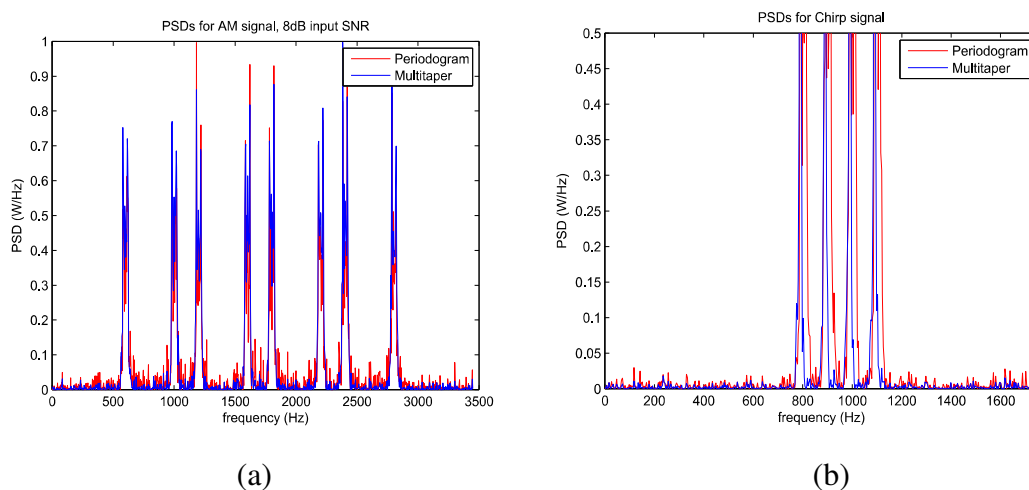 PSDs for AM signal, 8dB input SNR
Periodogram
Multitaper
PSD (W/Hz)
1
0.9
0.8
0.7
0.6
0.5
0.4
0.3
0.2
0.1
0
0 500 1000 1500 2000 2500 3000 3500
frequency (Hz)
(a)
PSDs for Chirp signal
Periodogram
Multitaper
PSD (W/Hz)
0.5
0.45
0.4
0.35
0.3
0.25
0.2
0.15
0.1
0.05
0
0 200 400 600 800 1000 1200 1400 1600
frequency (Hz)
(b)